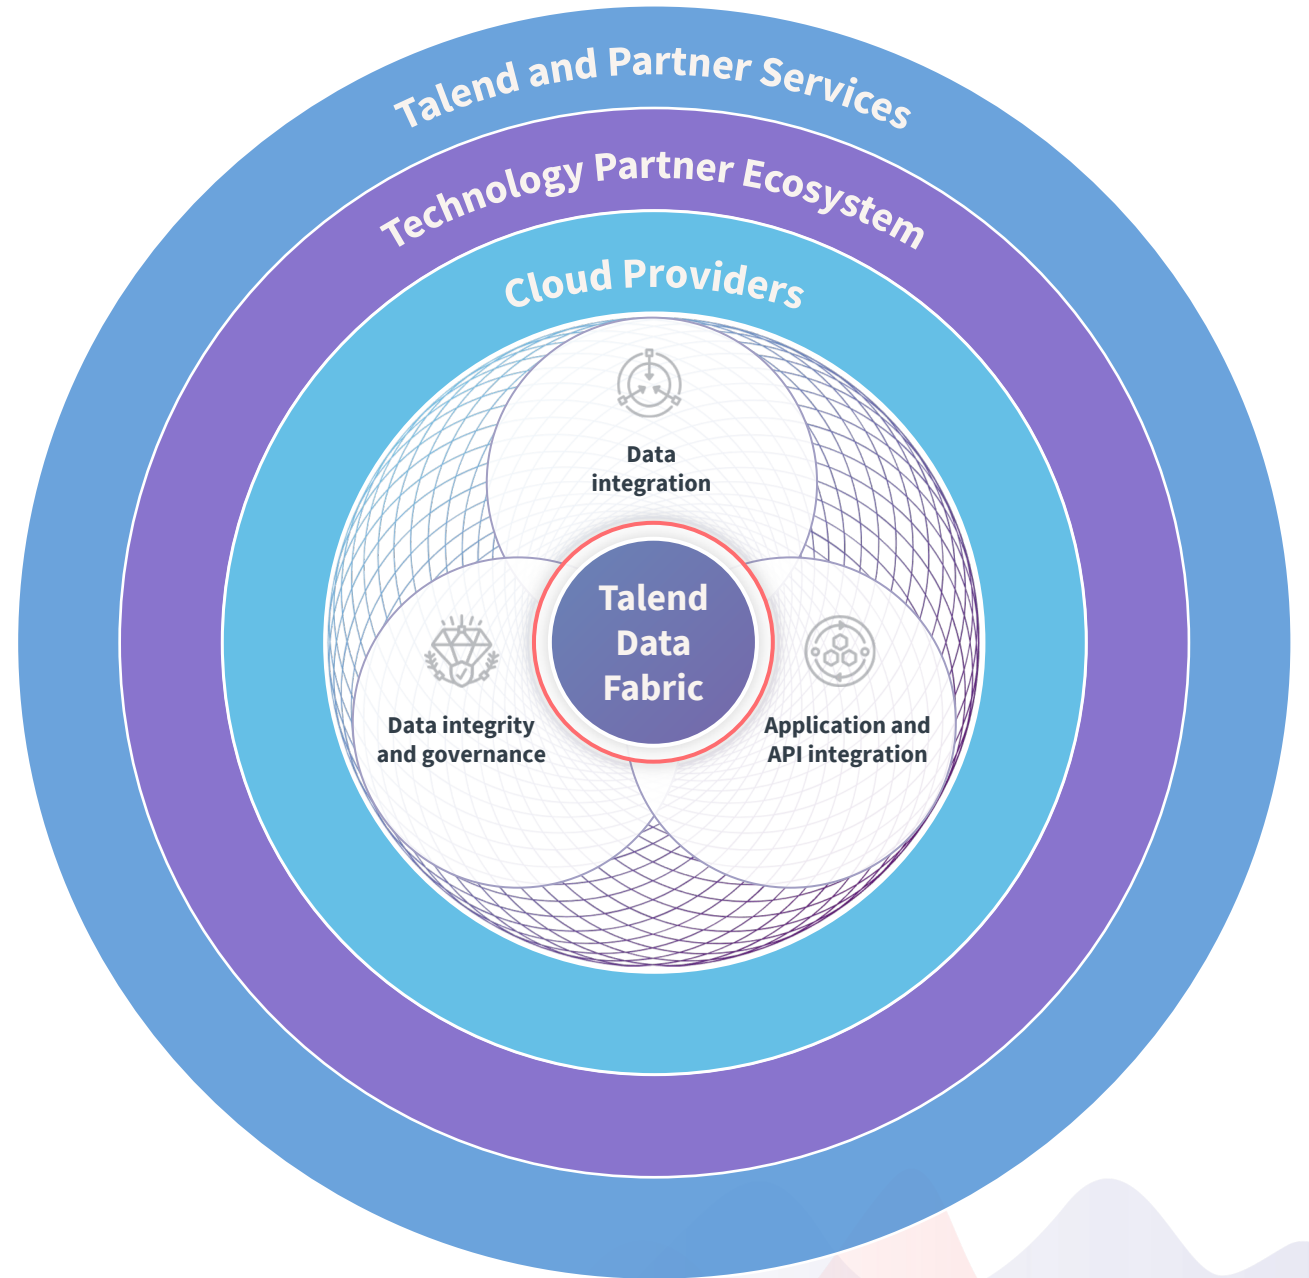 Talend and Partner Services
Technology Partner Ecosystem
Cloud Providers
Data
integration
Talend
Data
Fabric
Data integrity
and governance
Application and
API integration